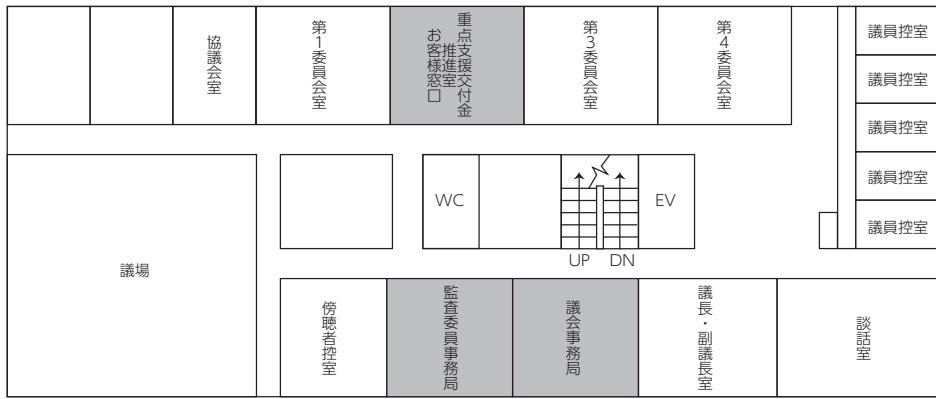 協議会室
第1委員会室
重点支援交付金
推進室
お客様窓口
第3委員会室
第4委員会室
議員控室
議員控室
議員控室
議員控室
議員控室
WC
EV
UP
DN
議場
傍聴者控室
監査委員事務局
議会事務局
議長・副議長室
談話室